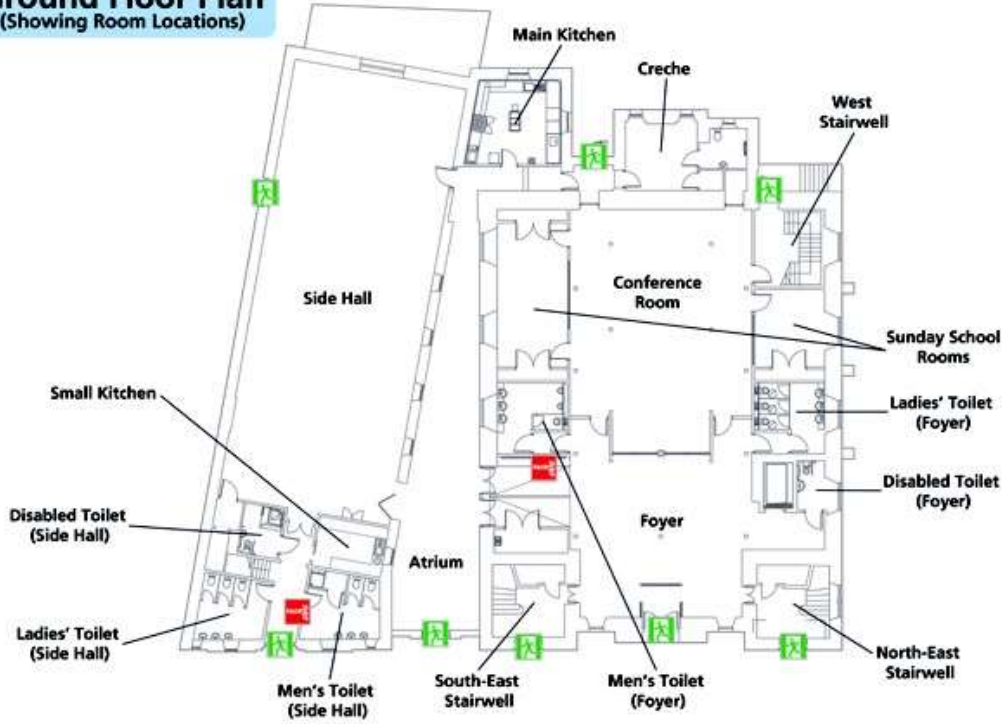 Ground Floor Plan
(Showing Room Locations)
Main Kitchen
Creche
West
Stairwell
Side Hall
Conference
Room
Sunday School
Rooms
Small Kitchen
Ladies' Toilet
(Foyer)
Disabled Toilet
(Side Hall)
Disabled Toilet
(Foyer)
Foyer
Atrium
Ladies' Toilet
(Side Hall)
Men's Toilet
(Side Hall)
South-East
Stairwell
Men's Toilet
(Foyer)
North-East
Stairwell